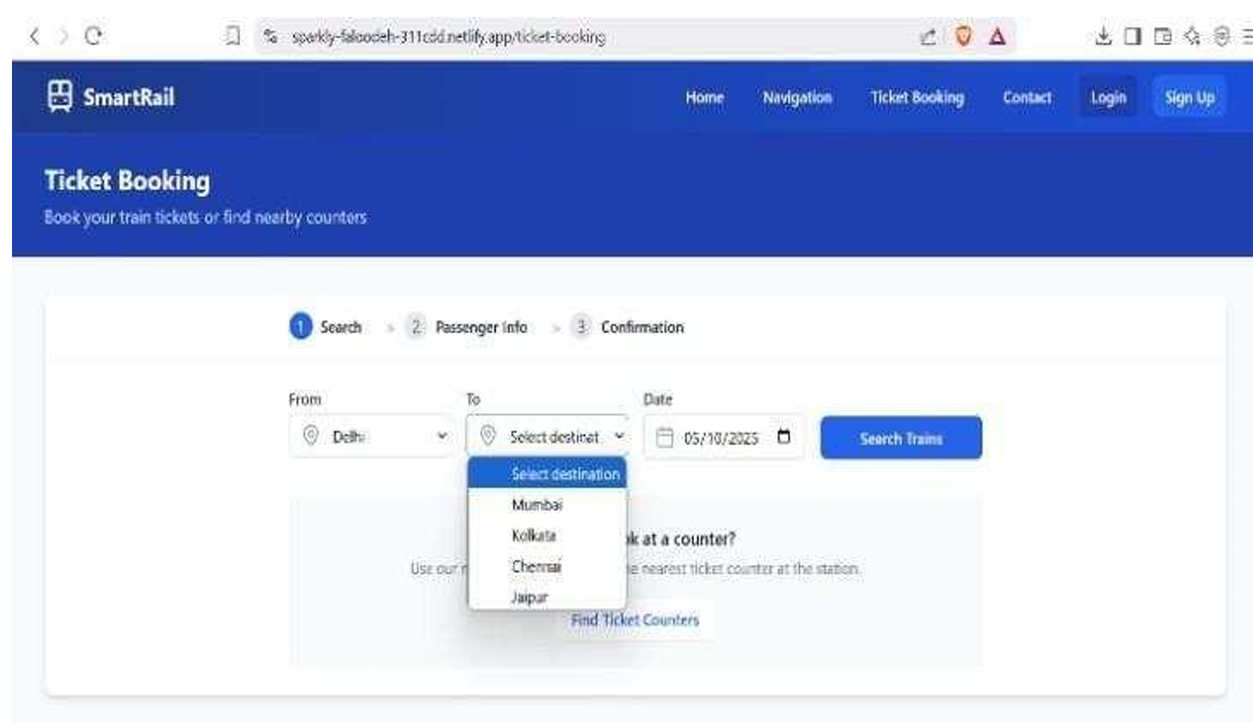 sparkly-faloodeh-311cdd.netlify.app/ticket-booking
SmartRail
Home Navigation Ticket Booking Contact Login Sign Up
Ticket Booking
Book your train tickets or find nearby counters
1 Search > 2 Passenger Info > 3 Confirmation
From To Date
Delhi Select destinat 05/10/2025 Search Trains
Select destination
Mumbai
Kolkata
at a counter?
Chennai
Use our nearest ticket counter at the station.
Jaipur
Find Ticket Counters